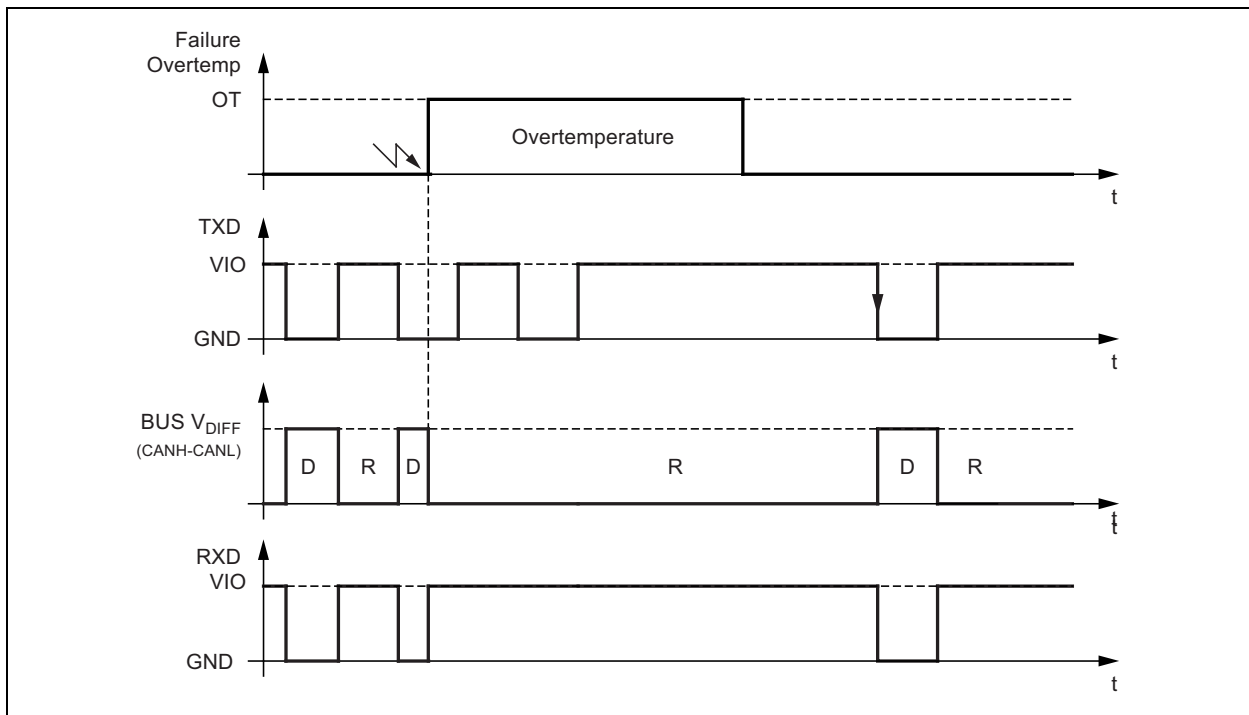 Failure
Overtemp
OT
Overtemperature
t
TXD
VIO
GND
t
BUS VDIFF
(CANH-CANL)
D R D R D R
t
t
RXD
VIO
GND
t